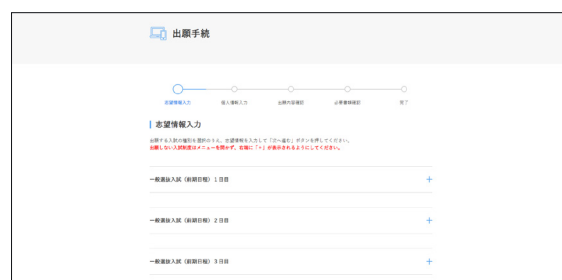 出願手続
志望情報入力 個人情報入力 出願内容確認 必要書類確認 完了
志望情報入力
出願する入試の種別を選択のうえ、志望情報を入力して「次へ進む」ボタンを押してください。
出願しない入試制度はメニューを開かず、右端に「+」が表示されるようにしてください。
一般選抜入試（前期日程）1日目 +
一般選抜入試（前期日程）2日目 +
一般選抜入試（前期日程）3日目 +